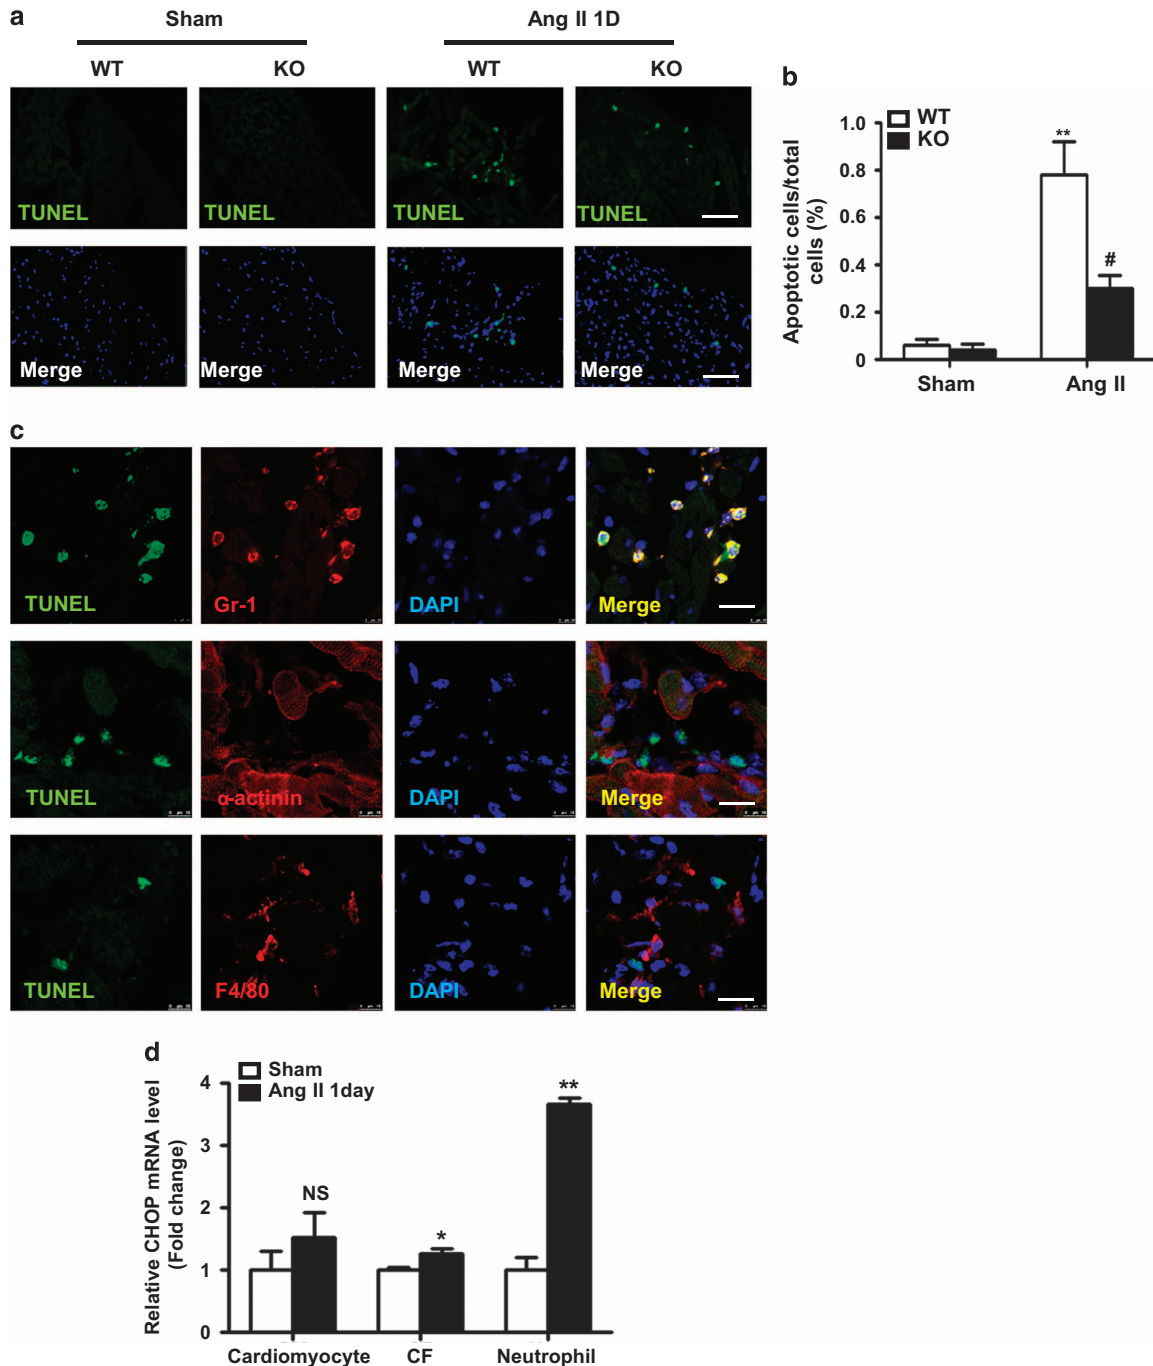 a
Sham
Ang II 1D
WT
KO
WT
KO
TUNEL
TUNEL
TUNEL
TUNEL
Merge
Merge
Merge
Merge
b
WT
KO
Apoptotic cells/total
cells (%)
1.0
0.8
0.6
0.4
0.2
0
**
#
Sham
Ang II
c
TUNEL
Gr-1
DAPI
Merge
TUNEL
α-actinin
DAPI
Merge
TUNEL
F4/80
DAPI
Merge
d
Sham
Ang II 1day
Relative CHOP mRNA level
(Fold change)
4
3
2
1
0
NS
*
**
Cardiomyocyte
CF
Neutrophil